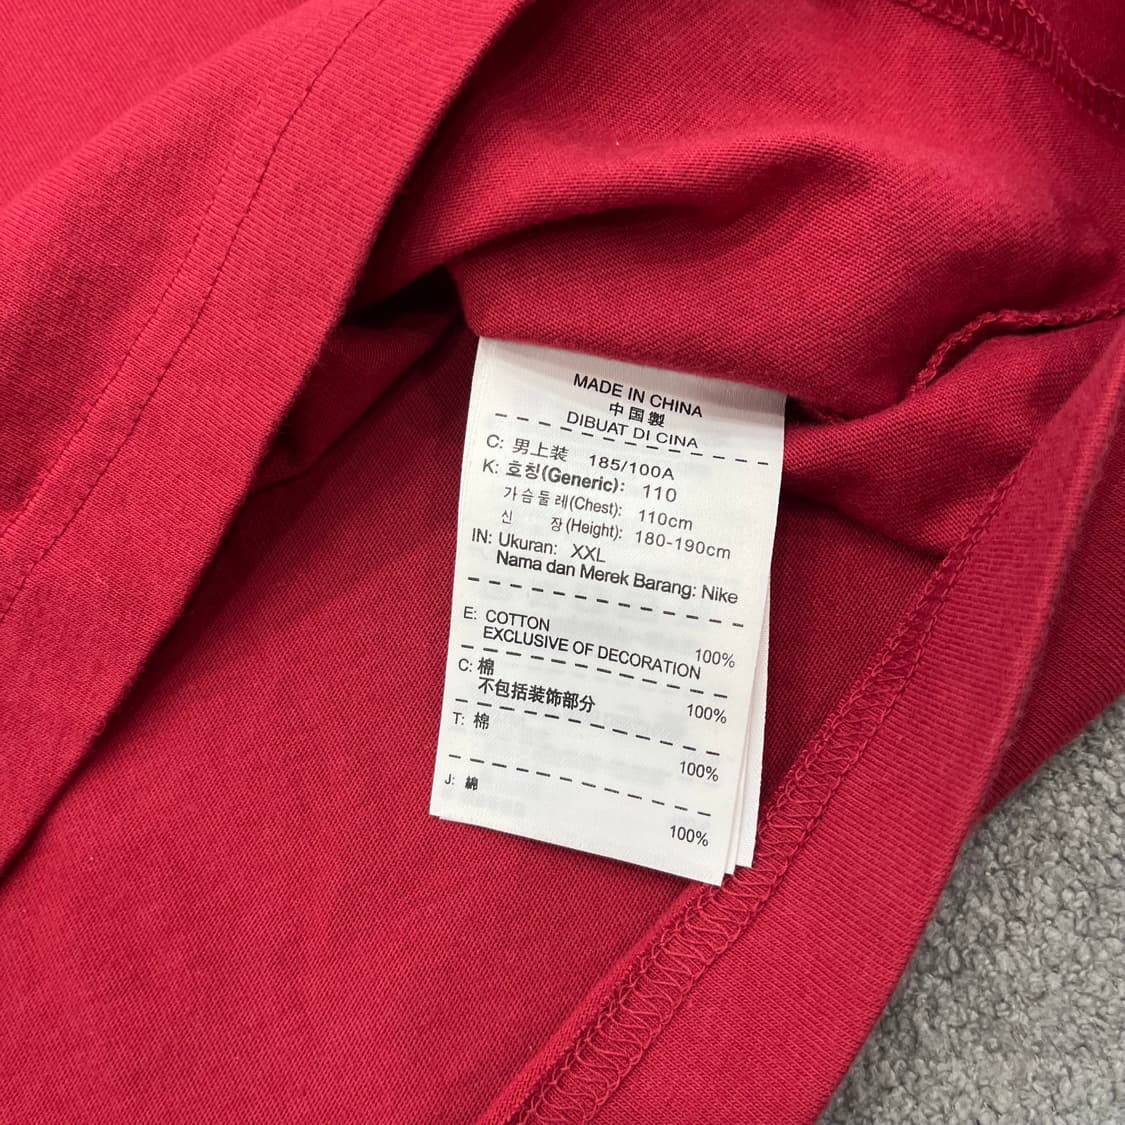 MADE IN CHINA
中国製
DIBUAT DI CINA
C: 男上装 185/100A
K: 호칭(Generic): 110
가슴둘레(Chest): 110cm
신 장(Height): 180-190cm
IN: Ukuran: XXL
Nama dan Merek Barang: Nike
E: COTTON 100%
EXCLUSIVE OF DECORATION
C: 棉 100%
不包括装饰部分
T: 棉 100%
J: 綿 100%